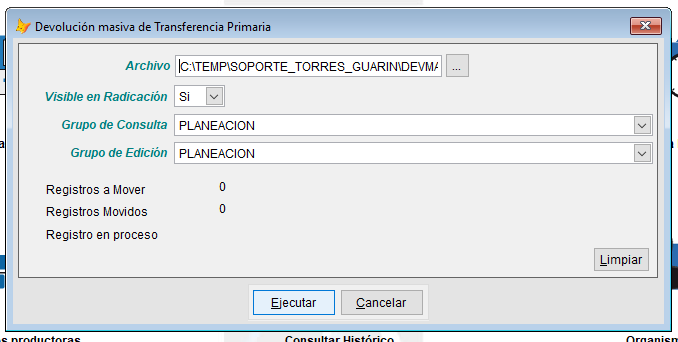 Devolución masiva de Transferencia Primaria
Archivo C:\TEMP\SOPORTE_TORRES_GUARIN\DEVMA ...
Visible en Radicación Si
Grupo de Consulta PLANEACION
Grupo de Edición PLANEACION
Registros a Mover 0
Registros Movidos 0
Registro en proceso
Limpiar
Ejecutar Cancelar
productoras Consultar Histórico Organism